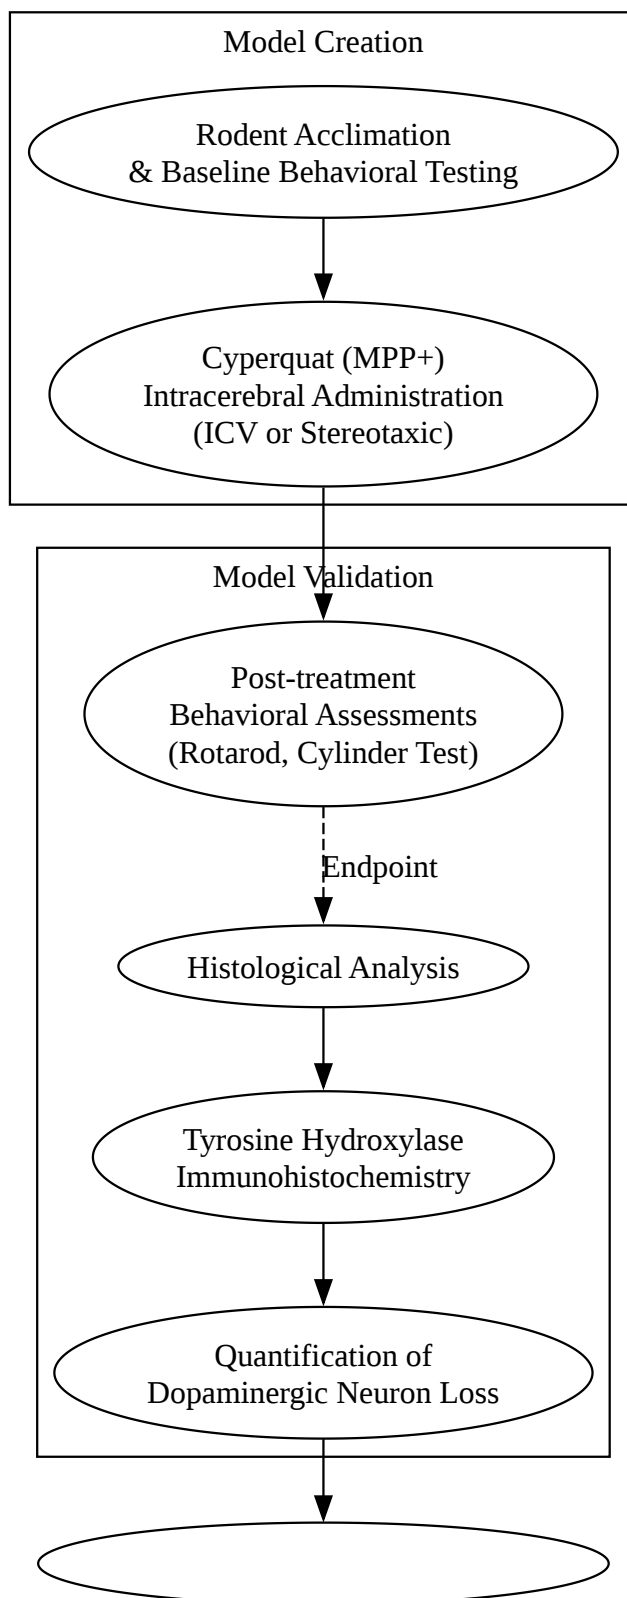 Model Creation
Rodent Acclimation
& Baseline Behavioral Testing
Cyperquat (MPP+)
Intracerebral Administration
(ICV or Stereotaxic)
Model Validation
Post-treatment
Behavioral Assessments
(Rotarod, Cylinder Test)
Endpoint
Histological Analysis
Tyrosine Hydroxylase
Immunohistochemistry
Quantification of
Dopaminergic Neuron Loss